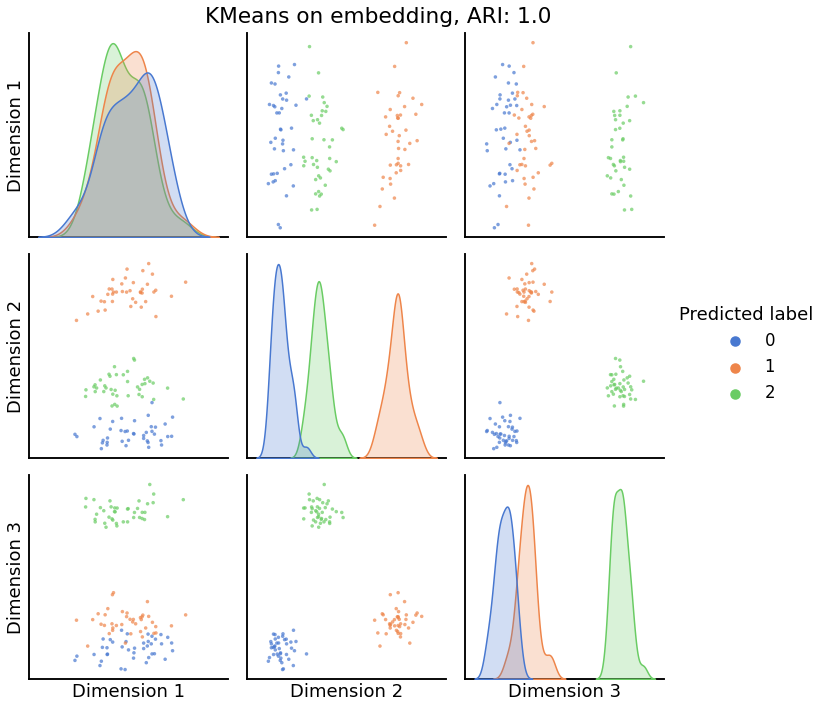 KMeans on embedding, ARI: 1.0
Dimension 1
Dimension 2
Dimension 3
Dimension 1
Dimension 2
Dimension 3
Predicted label
0
1
2